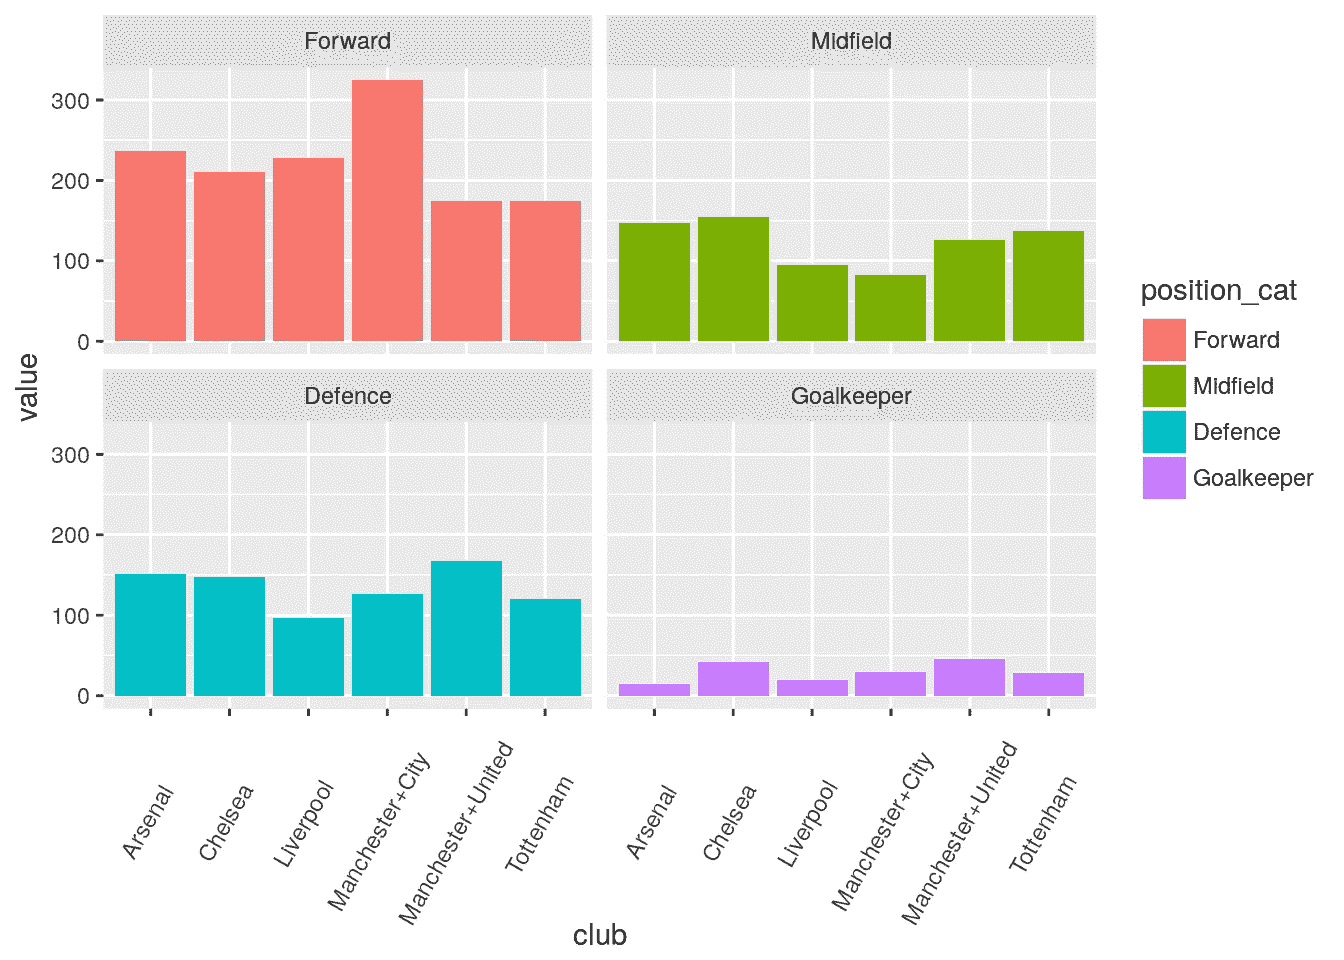 Forward
Midfield
300
200
100
0
Defence
Goalkeeper
300
200
100
0
value
Arsenal
Chelsea
Liverpool
Manchester+City
Manchester+United
Tottenham
Arsenal
Chelsea
Liverpool
Manchester+City
Manchester+United
Tottenham
club
position_cat
Forward
Midfield
Defence
Goalkeeper